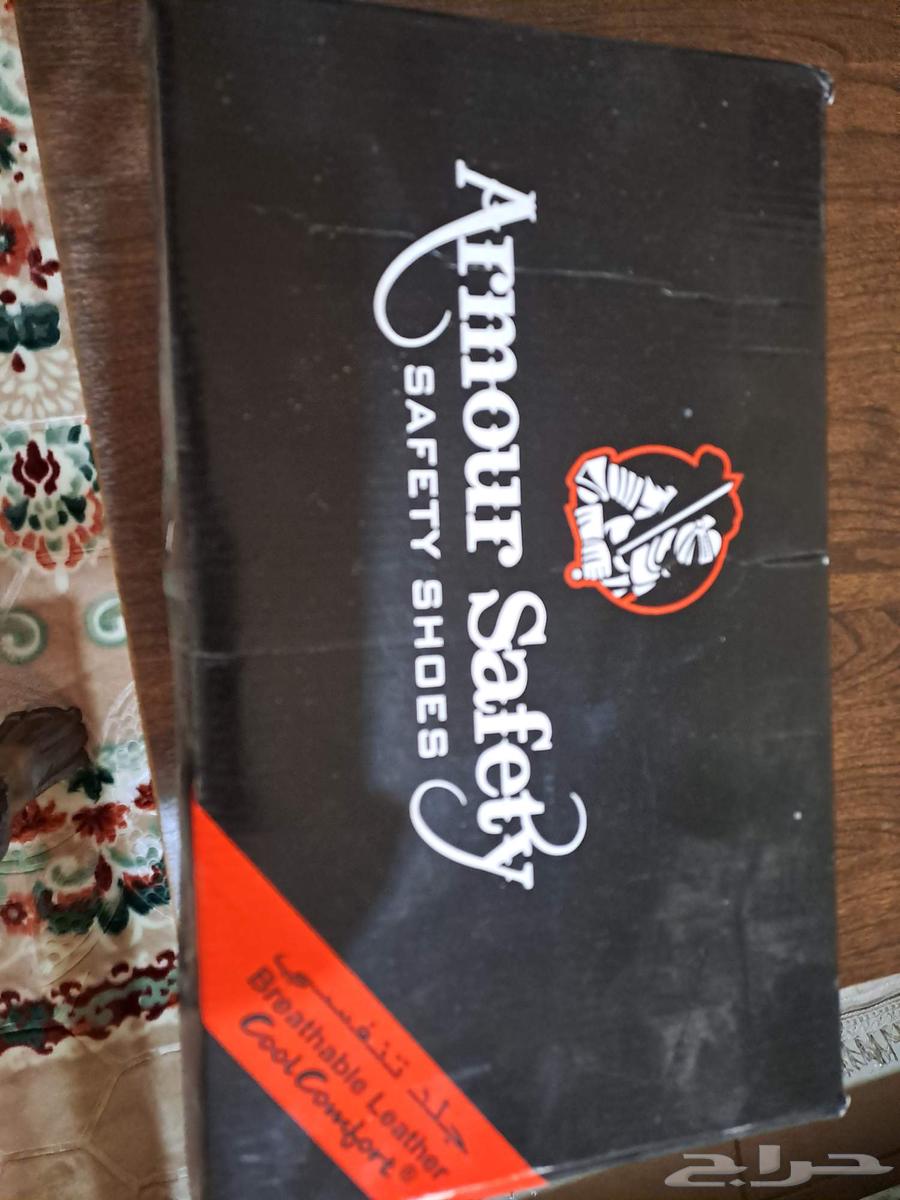 Armour Safety
SAFETY SHOES
جلد تنفسي
Breathable Leather
Cool Comfort®
حراج